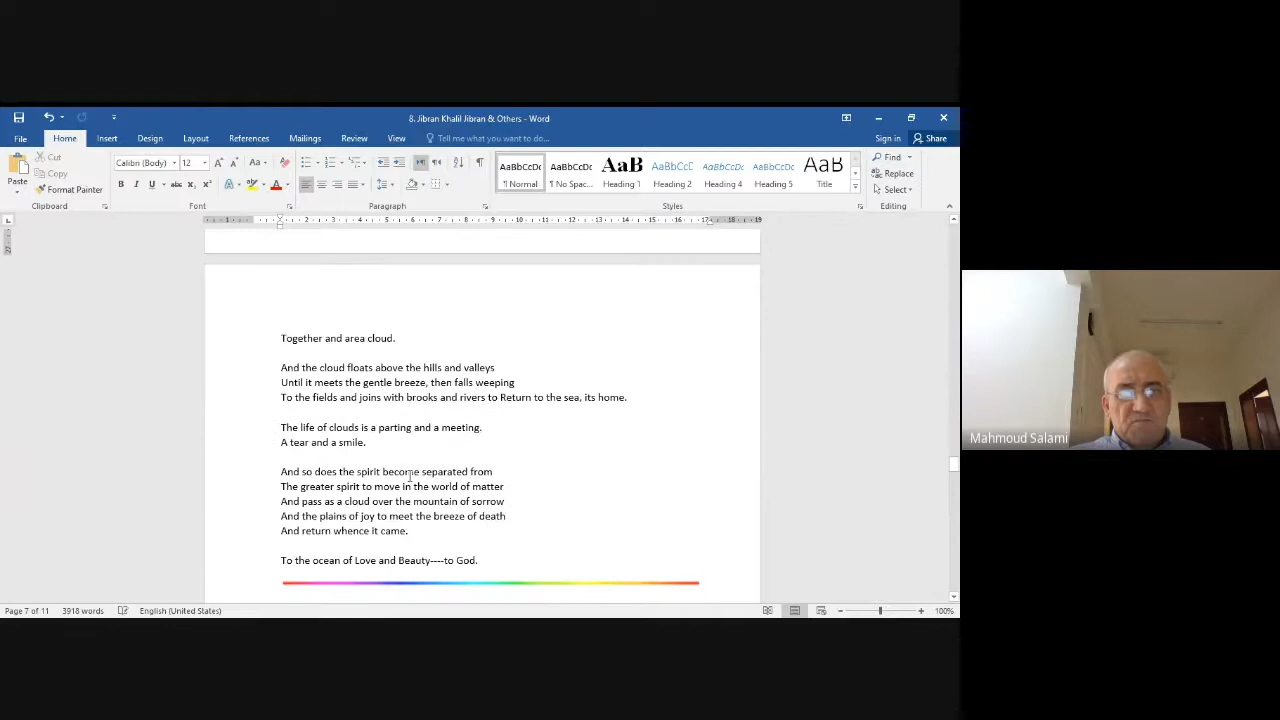 8. Jibran Khalil Jibran & Others - Word
File Home Insert Design Layout References Mailings Review View Tell me what you want to do... Sign in Share
Paste Cut Copy Format Painter Clipboard
Calibri (Body) 12 Font
Paragraph
AaBbCcDc ¶ Normal
AaBbCcDc ¶ No Spac...
AaB Heading 1
AaBbCcC Heading 2
AaBbCcDc Heading 4
AaBbCcDc Heading 5
AaB Title
Styles
Find Replace Select Editing
Together and area cloud.
And the cloud floats above the hills and valleys
Until it meets the gentle breeze, then falls weeping
To the fields and joins with brooks and rivers to Return to the sea, its home.
The life of clouds is a parting and a meeting.
A tear and a smile.
And so does the spirit become separated from
The greater spirit to move in the world of matter
And pass as a cloud over the mountain of sorrow
And the plains of joy to meet the breeze of death
And return whence it came.
To the ocean of Love and Beauty----to God.
Mahmoud Salami
Page 7 of 11 3918 words English (United States) 100%